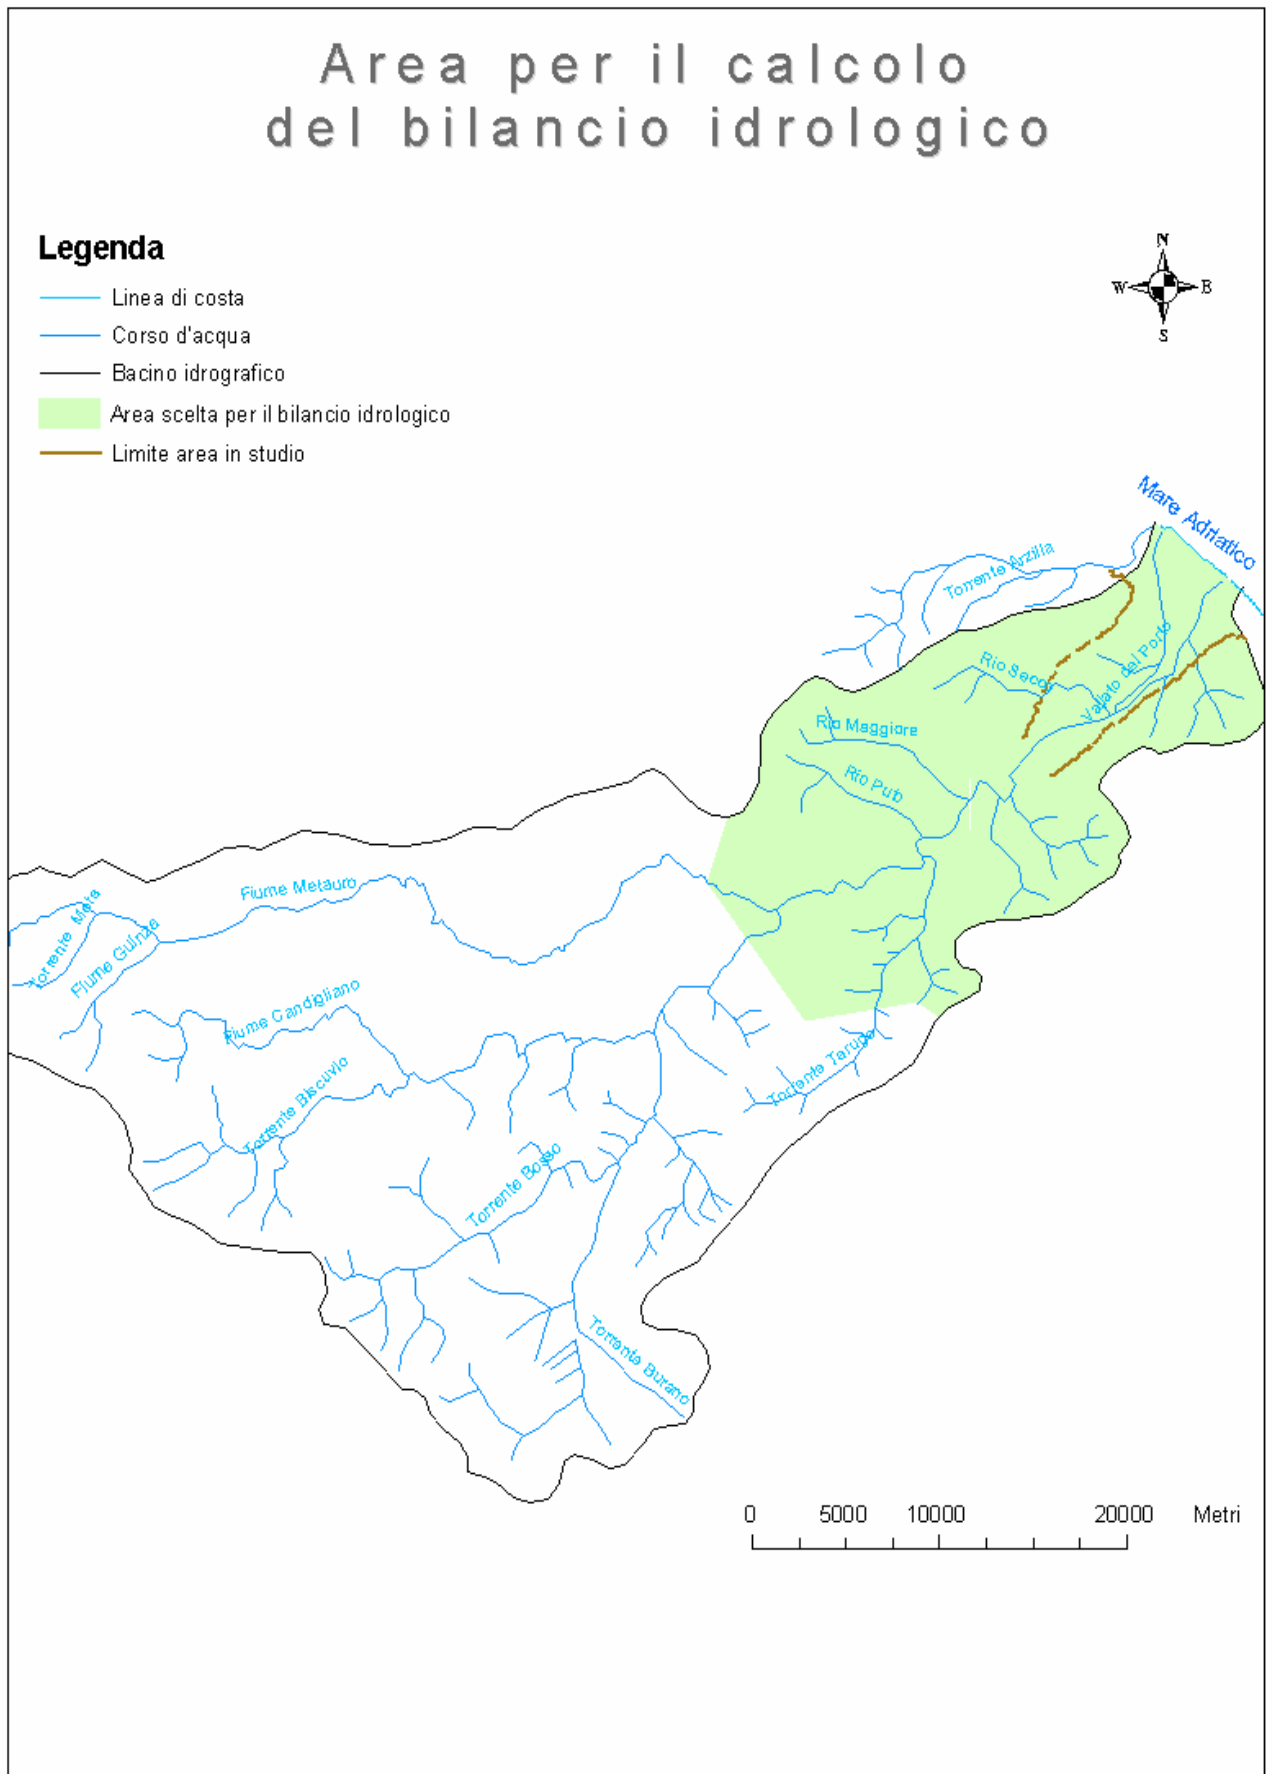 Area per il calcolo
del bilancio idrologico
Legenda
Linea di costa
Corso d'acqua
Bacino idrografico
Area scelta per il bilancio idrologico
Limite area in studio
N
W
E
S
Mare Adriatico
Torrente Arzilla
Rio Secco
Vallato del Porto
Rio Maggiore
Rio Puto
Fiume Metauro
Torrente Meta
Fiume Guinza
Fiume Candigliano
Torrente Biscuvio
Torrente Tarugo
Torrente Bosso
Torrente Burano
0 5000 10000 20000 Metri